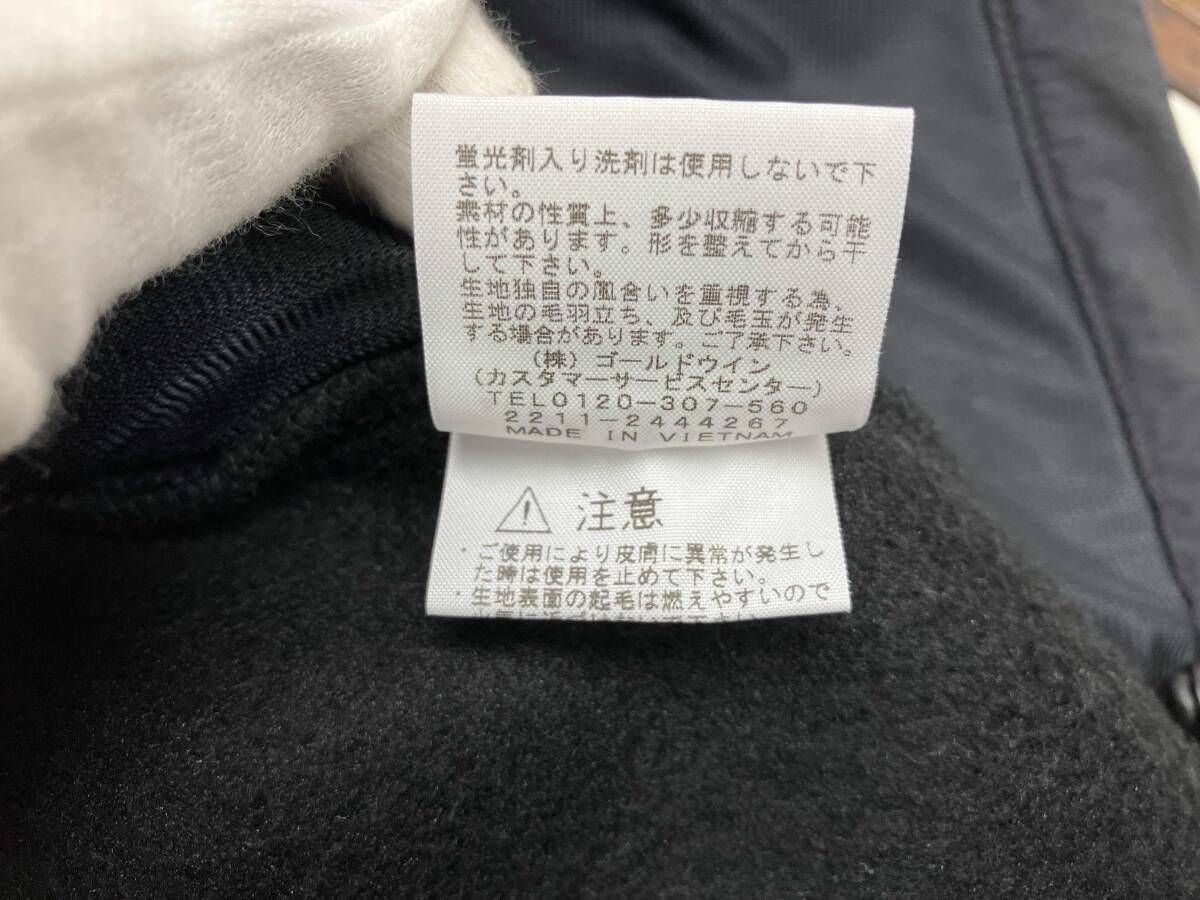 蛍光剤入り洗剤は使用しないで下
さい。
素材の性質上、多少収縮する可能
性があります。形を整えてから干
して下さい。
生地独自の風合いを重視する為、
生地の毛羽立ち、及び毛玉が発生
する場合があります。ご了承下さい。
(株)ゴールドウイン
(カスタマーサービスセンター)
TEL0120-307-560
2211-2444267
MADE IN VIETNAM
注意
・ご使用により皮膚に異常が発生し
た時は使用を止めて下さい。
・生地表面の起毛は燃えやすいので